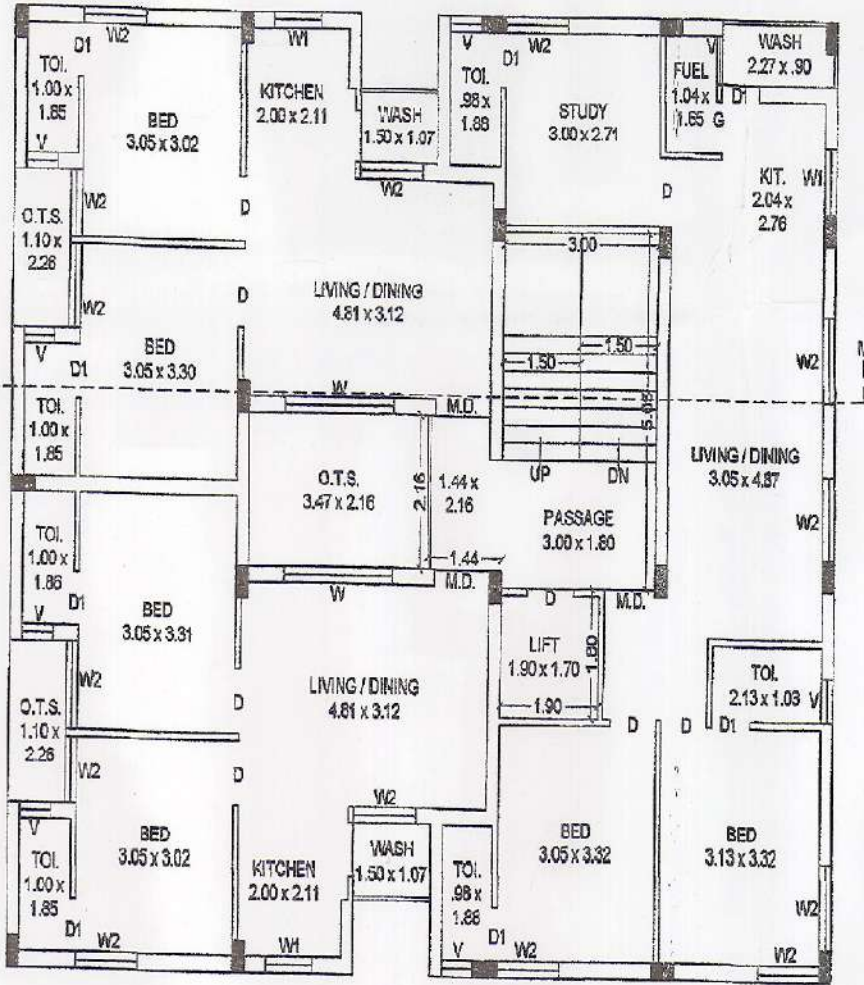 D1
W2
W1
V
D1
W2
V
WASH
2.27 x .90
TOI.
1.00 x
1.85
BED
3.05 x 3.02
KITCHEN
2.00 x 2.11
WASH
1.50 x 1.07
TOI.
.98 x
1.88
STUDY
3.00 x 2.71
FUEL
1.04 x
1.65
G
D1
V
W2
D
KIT.
2.04 x
2.76
W1
W2
D
O.T.S.
1.10 x
2.26
3.00
LIVING / DINING
4.81 x 3.12
D
W2
BED
3.05 x 3.30
V
D1
1.50
1.50
5.05
W2
M
TOI.
1.00 x
1.85
W
M.D.
O.T.S.
3.47 x 2.16
2.16
1.44 x
2.16
UP
DN
LIVING / DINING
3.05 x 4.87
PASSAGE
3.00 x 1.80
W2
TOI.
1.00 x
1.86
V
D1
1.44
W
M.D.
D
M.D.
BED
3.05 x 3.31
LIFT
1.90 x 1.70
1.80
1.90
W2
LIVING / DINING
4.81 x 3.12
D
TOI.
2.13 x 1.03
V
O.T.S.
1.10 x
2.26
D
D
D1
W2
D
W2
V
TOI.
1.00 x
1.85
D1
BED
3.05 x 3.02
W2
KITCHEN
2.00 x 2.11
W1
WASH
1.50 x 1.07
TOI.
.98 x
1.88
V
D1
BED
3.05 x 3.32
W2
BED
3.13 x 3.32
W2
W2